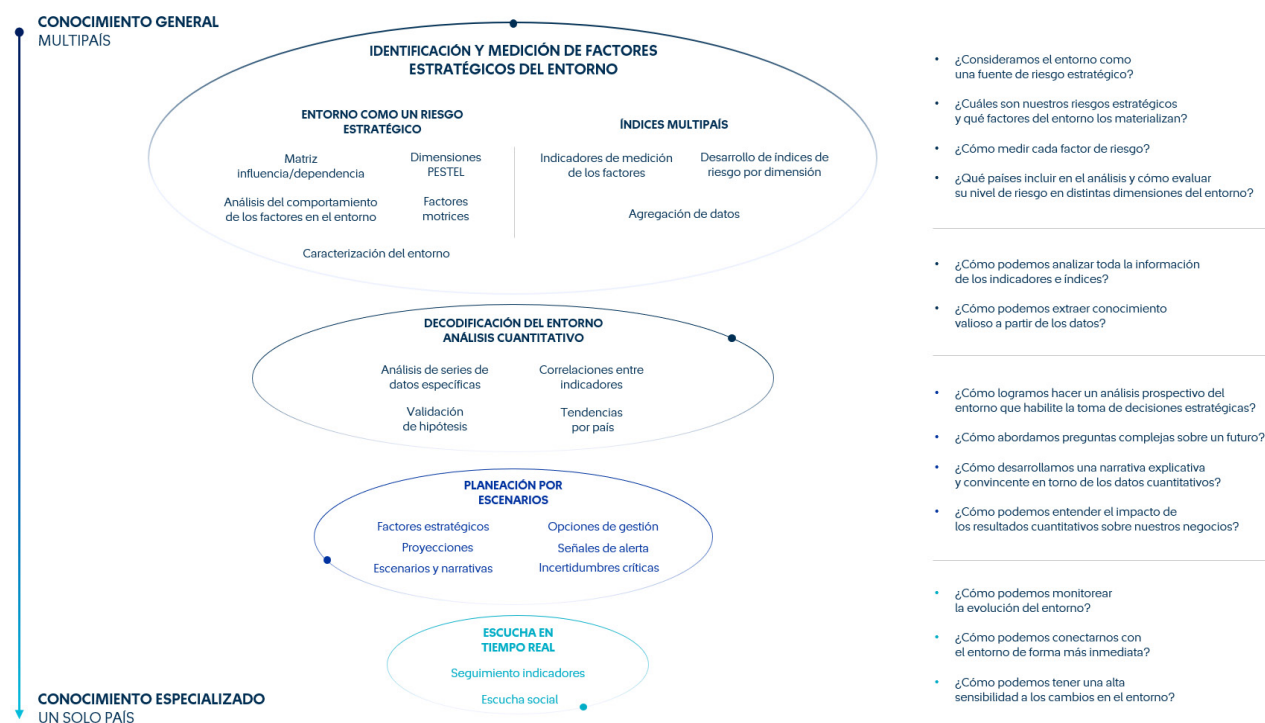 CONOCIMIENTO GENERAL
MULTIPAÍS
IDENTIFICACIÓN Y MEDICIÓN DE FACTORES
ESTRATÉGICOS DEL ENTORNO
ENTORNO COMO UN RIESGO
ESTRATÉGICO
Matriz
influencia/dependencia
Dimensiones
PESTEL
Análisis del comportamiento
de los factores en el entorno
Factores
motrices
Caracterización del entorno
ÍNDICES MULTIPAÍS
Indicadores de medición
de los factores
Desarrollo de índices de
riesgo por dimensión
Agregación de datos
• ¿Consideramos el entorno como
una fuente de riesgo estratégico?
• ¿Cuáles son nuestros riesgos estratégicos
y qué factores del entorno los materializan?
• ¿Cómo medir cada factor de riesgo?
• ¿Qué países incluir en el análisis y cómo evaluar
su nivel de riesgo en distintas dimensiones del entorno?
DECODIFICACIÓN DEL ENTORNO
ANÁLISIS CUANTITATIVO
Análisis de series de
datos específicas
Correlaciones entre
indicadores
Validación
de hipótesis
Tendencias
por país
• ¿Cómo podemos analizar toda la información
de los indicadores e índices?
• ¿Cómo podemos extraer conocimiento
valioso a partir de los datos?
PLANEACIÓN POR
ESCENARIOS
Factores estratégicos
Opciones de gestión
Proyecciones
Señales de alerta
Escenarios y narrativas
Incertidumbres críticas
• ¿Cómo logramos hacer un análisis prospectivo del
entorno que habilite la toma de decisiones estratégicas?
• ¿Cómo abordamos preguntas complejas sobre un futuro?
• ¿Cómo desarrollamos una narrativa explicativa
y convincente en torno de los datos cuantitativos?
• ¿Cómo podemos entender el impacto de
los resultados cuantitativos sobre nuestros negocios?
ESCUCHA EN
TIEMPO REAL
Seguimiento indicadores
Escucha social
• ¿Cómo podemos monitorear
la evolución del entorno?
• ¿Cómo podemos conectarnos con
el entorno de forma más inmediata?
• ¿Cómo podemos tener una alta
sensibilidad a los cambios en el entorno?
CONOCIMIENTO ESPECIALIZADO
UN SOLO PAÍS